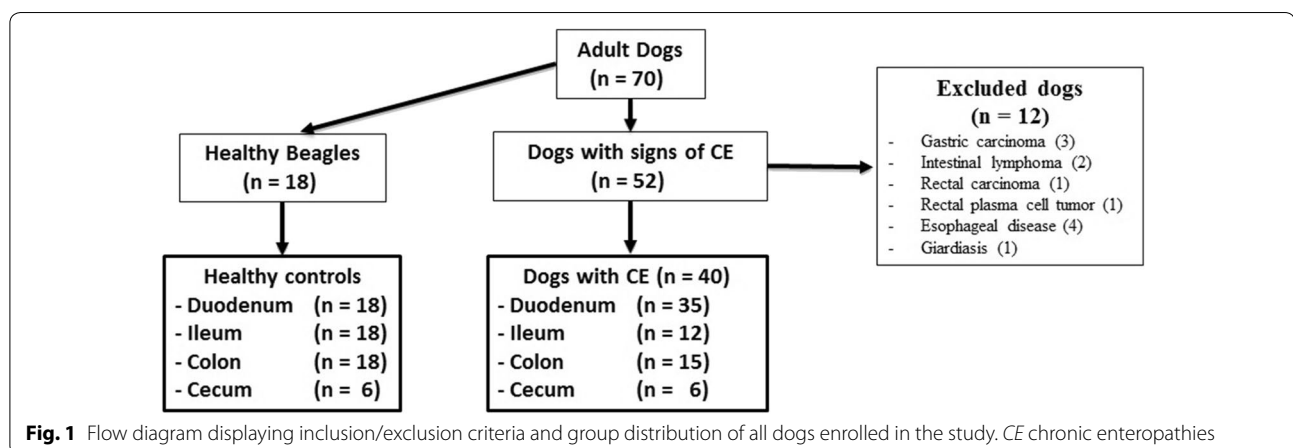 Adult Dogs
(n = 70)
Healthy Beagles
(n = 18)
Dogs with signs of CE
(n = 52)
Excluded dogs
(n = 12)
- Gastric carcinoma (3)
- Intestinal lymphoma (2)
- Rectal carcinoma (1)
- Rectal plasma cell tumor (1)
- Esophageal disease (4)
- Giardiasis (1)
Healthy controls
- Duodenum (n = 18)
- Ileum (n = 18)
- Colon (n = 18)
- Cecum (n = 6)
Dogs with CE (n = 40)
- Duodenum (n = 35)
- Ileum (n = 12)
- Colon (n = 15)
- Cecum (n = 6)
Fig. 1 Flow diagram displaying inclusion/exclusion criteria and group distribution of all dogs enrolled in the study. CE chronic enteropathies